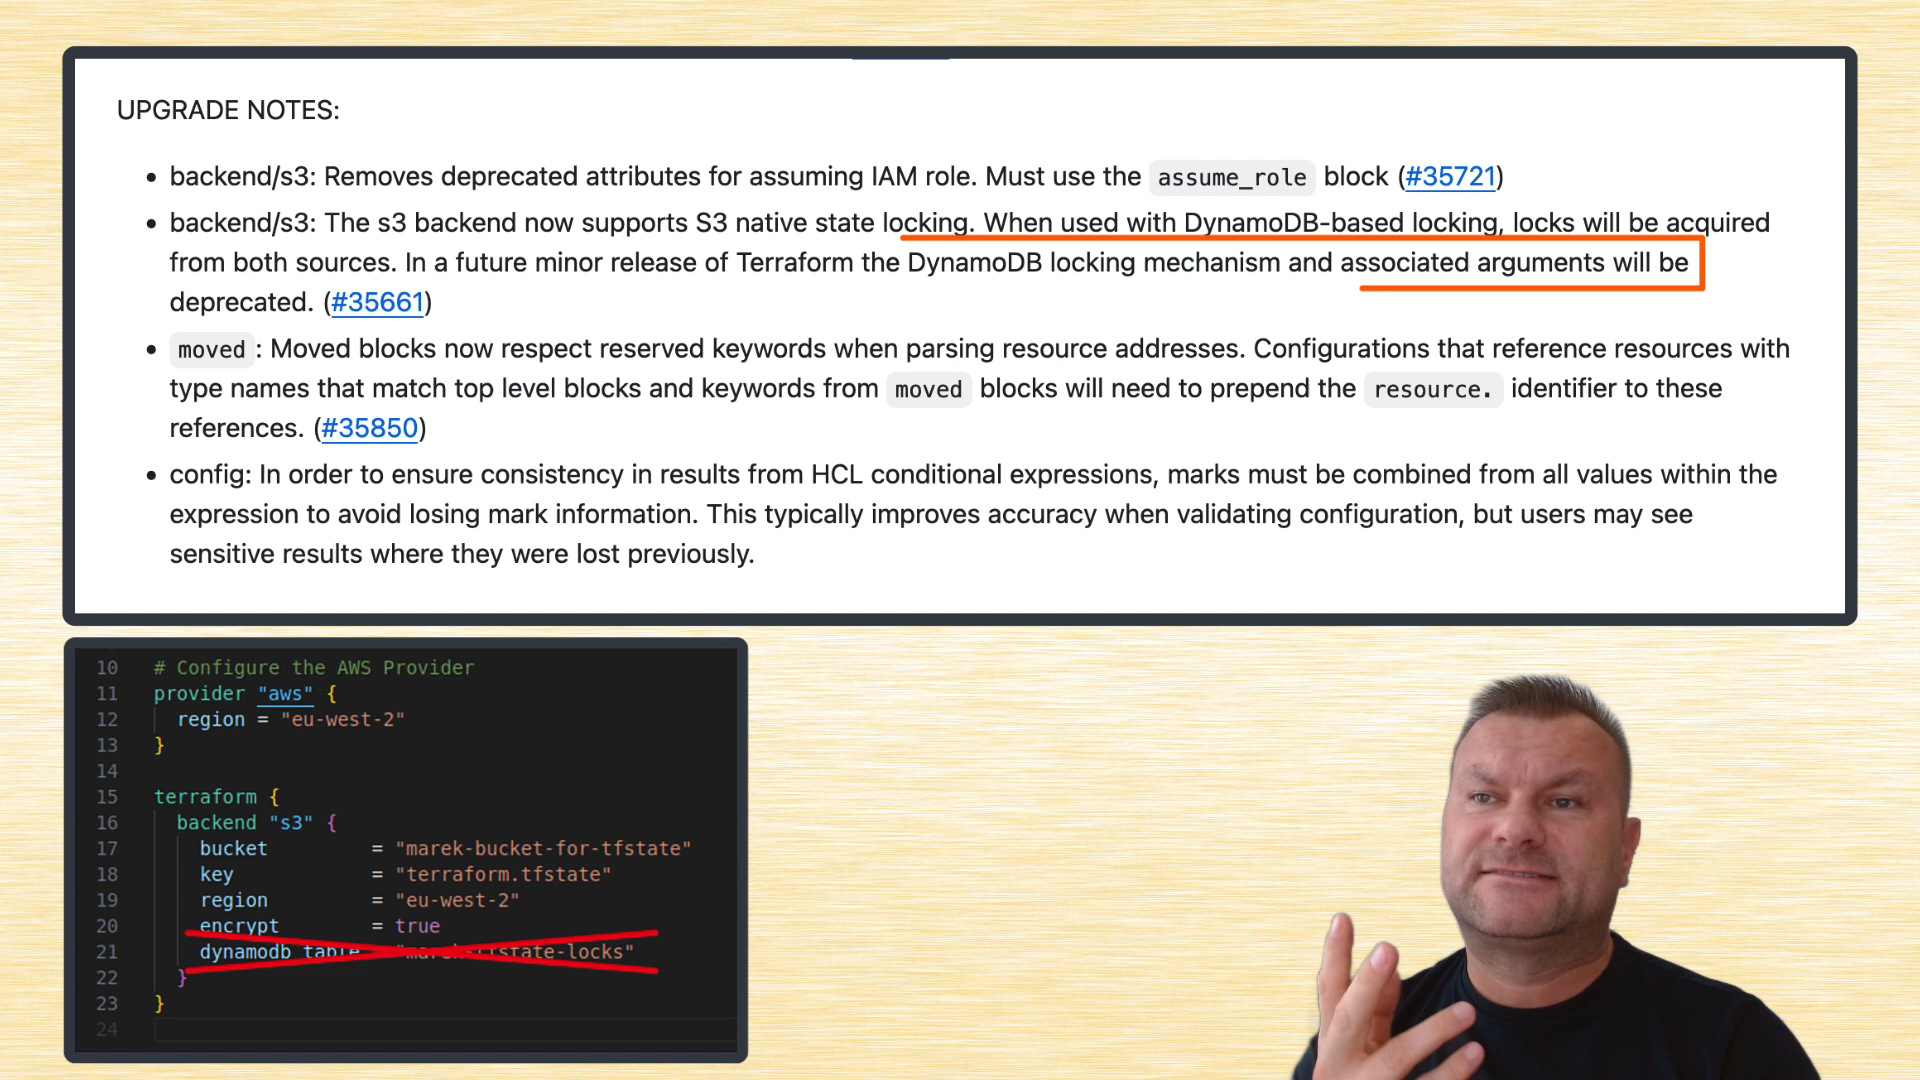 UPGRADE NOTES:
• backend/s3: Removes deprecated attributes for assuming IAM role. Must use the assume_role block (#35721)
• backend/s3: The s3 backend now supports S3 native state locking. When used with DynamoDB-based locking, locks will be acquired
from both sources. In a future minor release of Terraform the DynamoDB locking mechanism and associated arguments will be
deprecated. (#35661)
• moved : Moved blocks now respect reserved keywords when parsing resource addresses. Configurations that reference resources with
type names that match top level blocks and keywords from moved blocks will need to prepend the resource. identifier to these
references. (#35850)
• config: In order to ensure consistency in results from HCL conditional expressions, marks must be combined from all values within the
expression to avoid losing mark information. This typically improves accuracy when validating configuration, but users may see
sensitive results where they were lost previously.
10 # Configure the AWS Provider
11 provider "aws" {
12 region = "eu-west-2"
13 }
14
15 terraform {
16 backend "s3" {
17 bucket = "marek-bucket-for-tfstate"
18 key = "terraform.tfstate"
19 region = "eu-west-2"
20 encrypt = true
21 dynamodb_table = "marek-tfstate-locks"
22 }
23 }
24